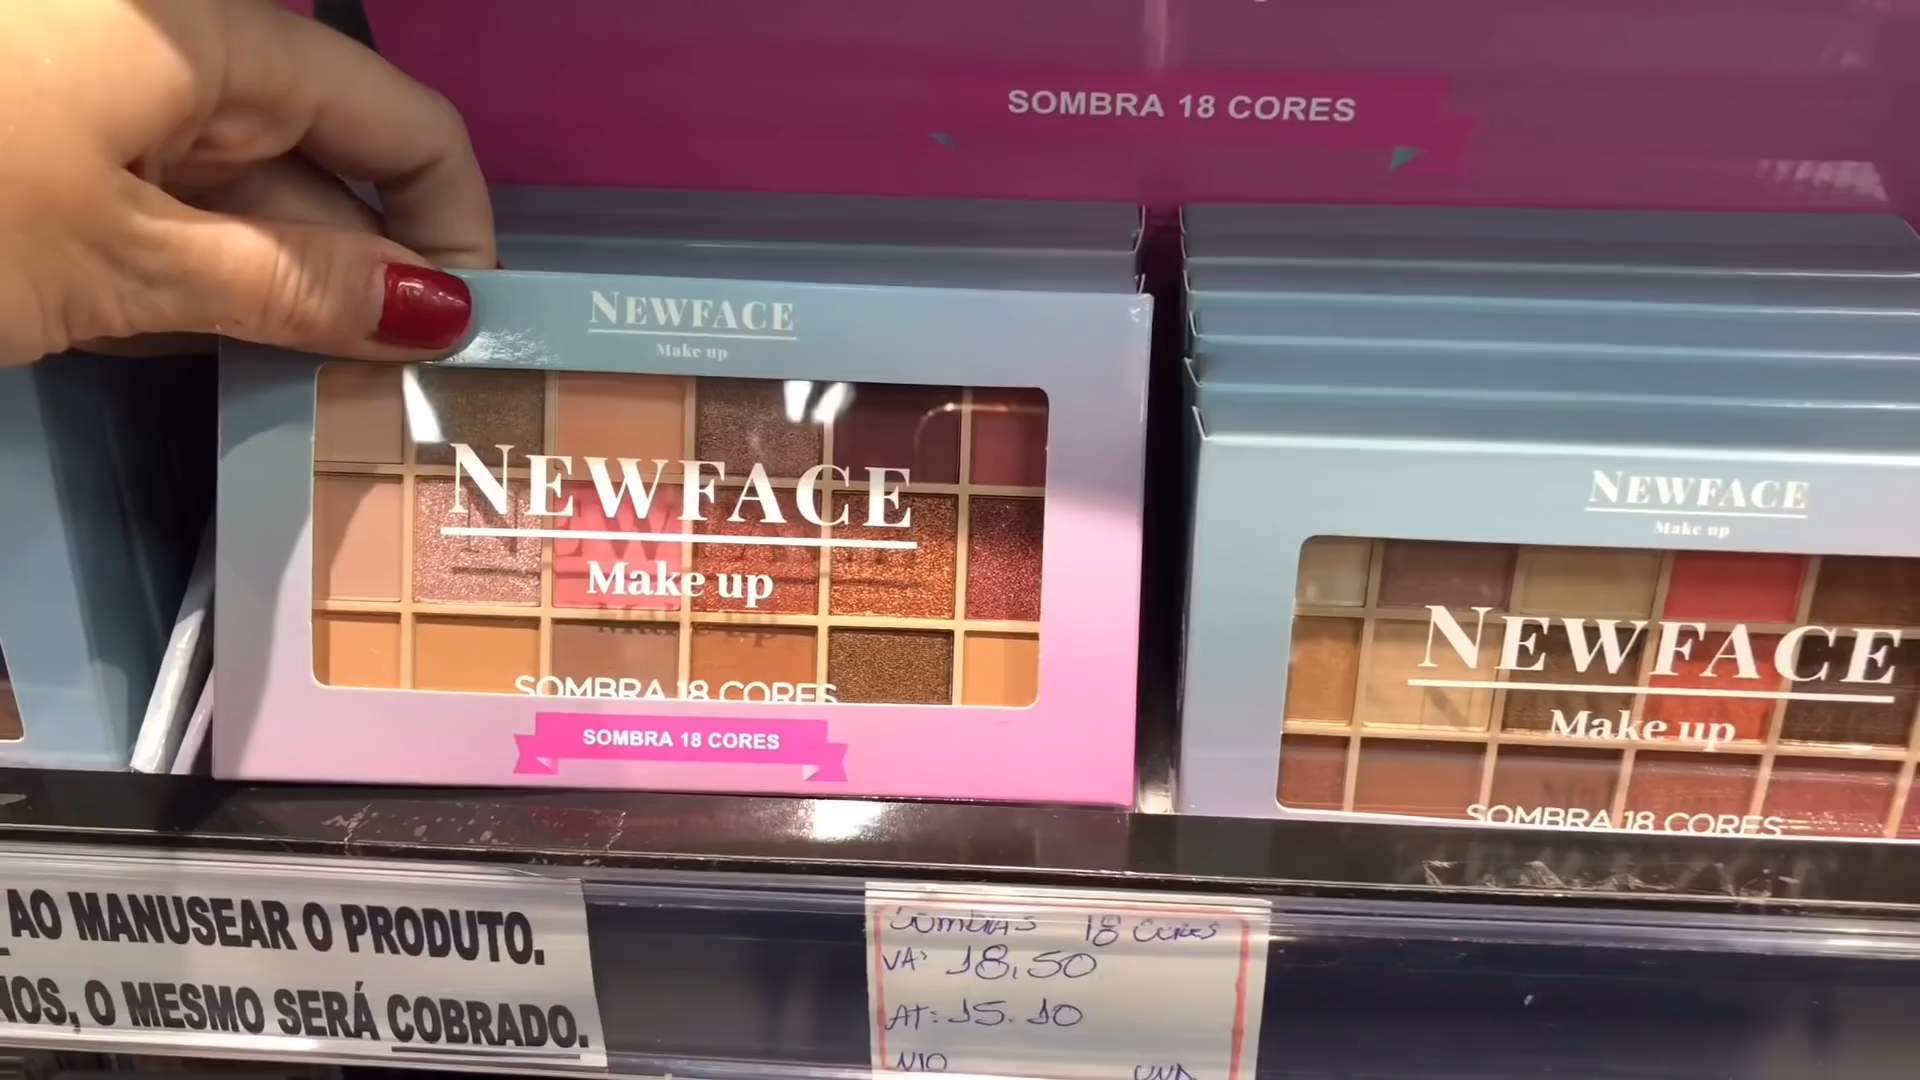 SOMBRA 18 CORES
NEWFACE
Make up
NEWFACE
Make up
SOMBRA 18 CORES
SOMBRA 18 CORES
NEWFACE
Make up
NEWFACE
Make up
SOMBRA 18 CORES
AO MANUSEAR O PRODUTO.
NOS, O MESMO SERÁ COBRADO.
SOMBRAS 18 CORES
VA: 18,50
AT: 15.10